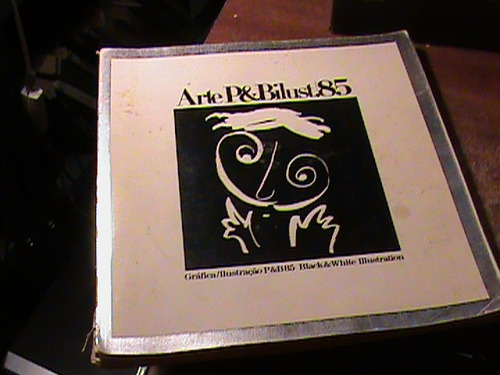 Arte P&Bilust.85
Gráfica/Ilustração P&B85 Black&White Illustration